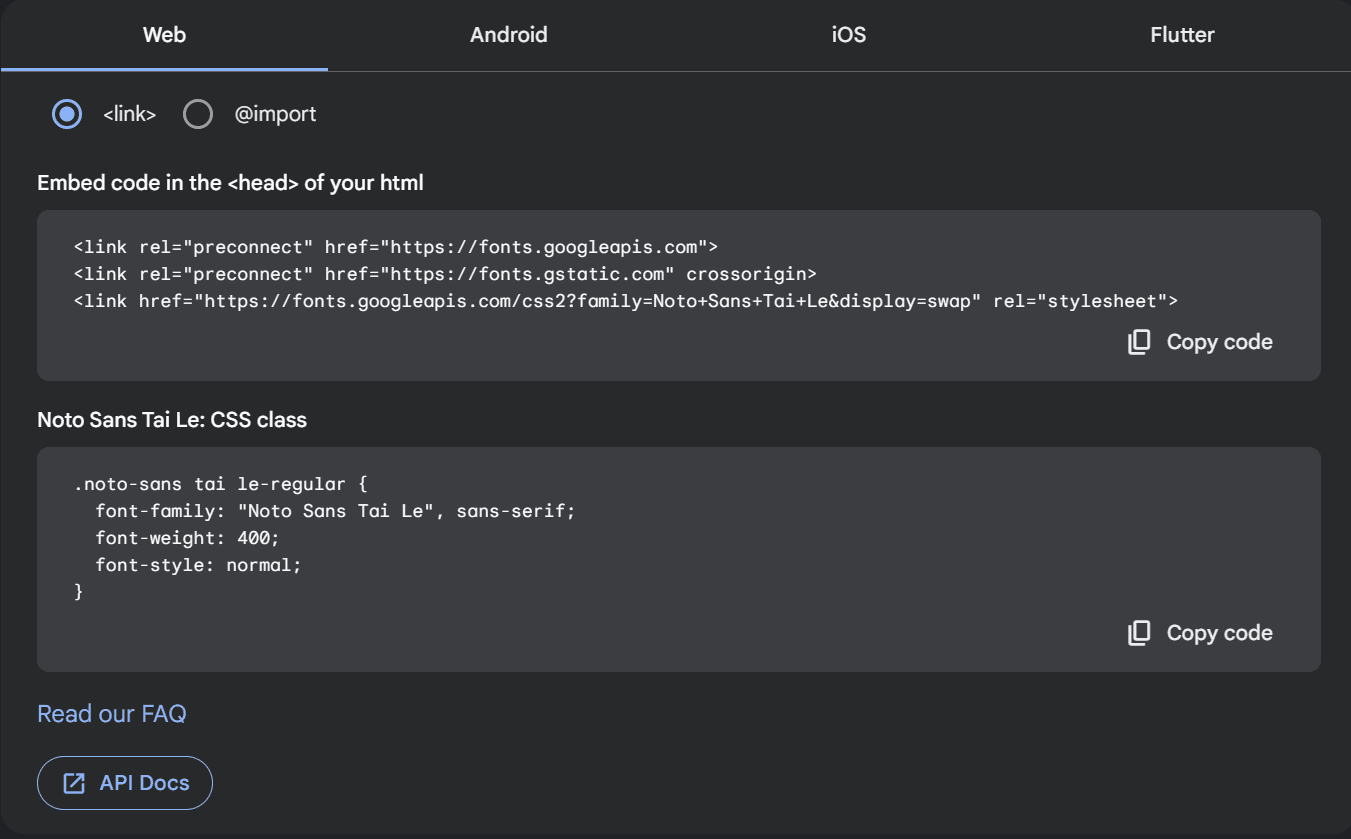 Web
Android
iOS
Flutter
<link>
@import
Embed code in the <head> of your html
<link rel="preconnect" href="https://fonts.googleapis.com">
<link rel="preconnect" href="https://fonts.gstatic.com" crossorigin>
<link href="https://fonts.googleapis.com/css2?family=Noto+Sans+Tai+Le&display=swap" rel="stylesheet">
Copy code
Noto Sans Tai Le: CSS class
.noto-sans tai le-regular {
  font-family: "Noto Sans Tai Le", sans-serif;
  font-weight: 400;
  font-style: normal;
}
Copy code
Read our FAQ
API Docs